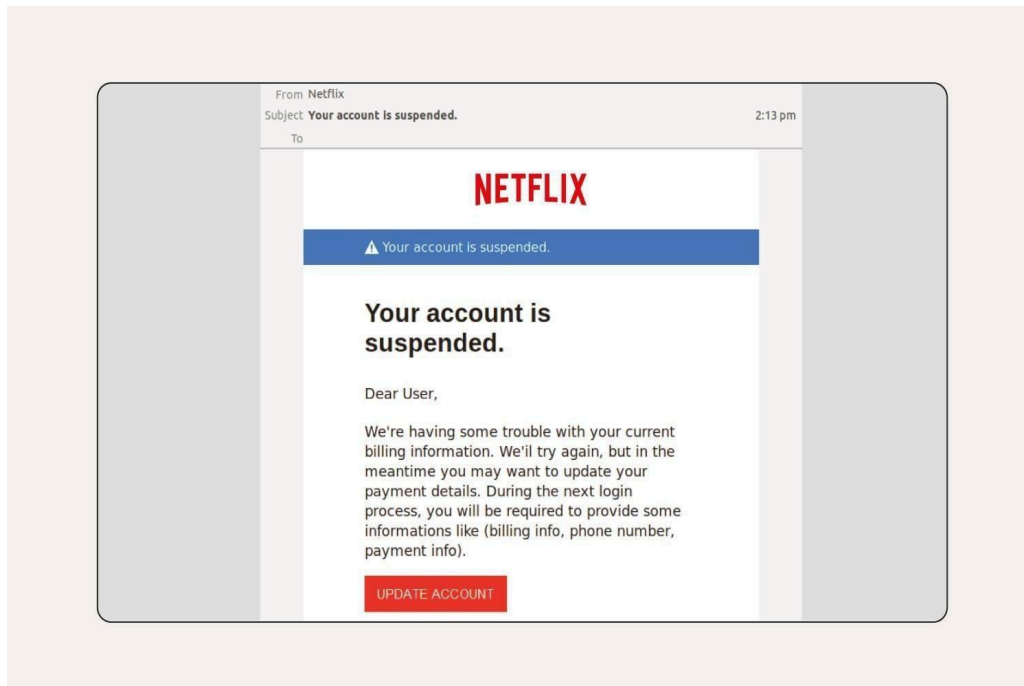 From Netflix
Subject Your account is suspended. 2:13 pm
To
NETFLIX
Your account is suspended.
Your account is
suspended.
Dear User,
We're having some trouble with your current
billing information. We'il try again, but in the
meantime you may want to update your
payment details. During the next login
process, you will be required to provide some
informations like (billing info, phone number,
payment info).
UPDATE ACCOUNT